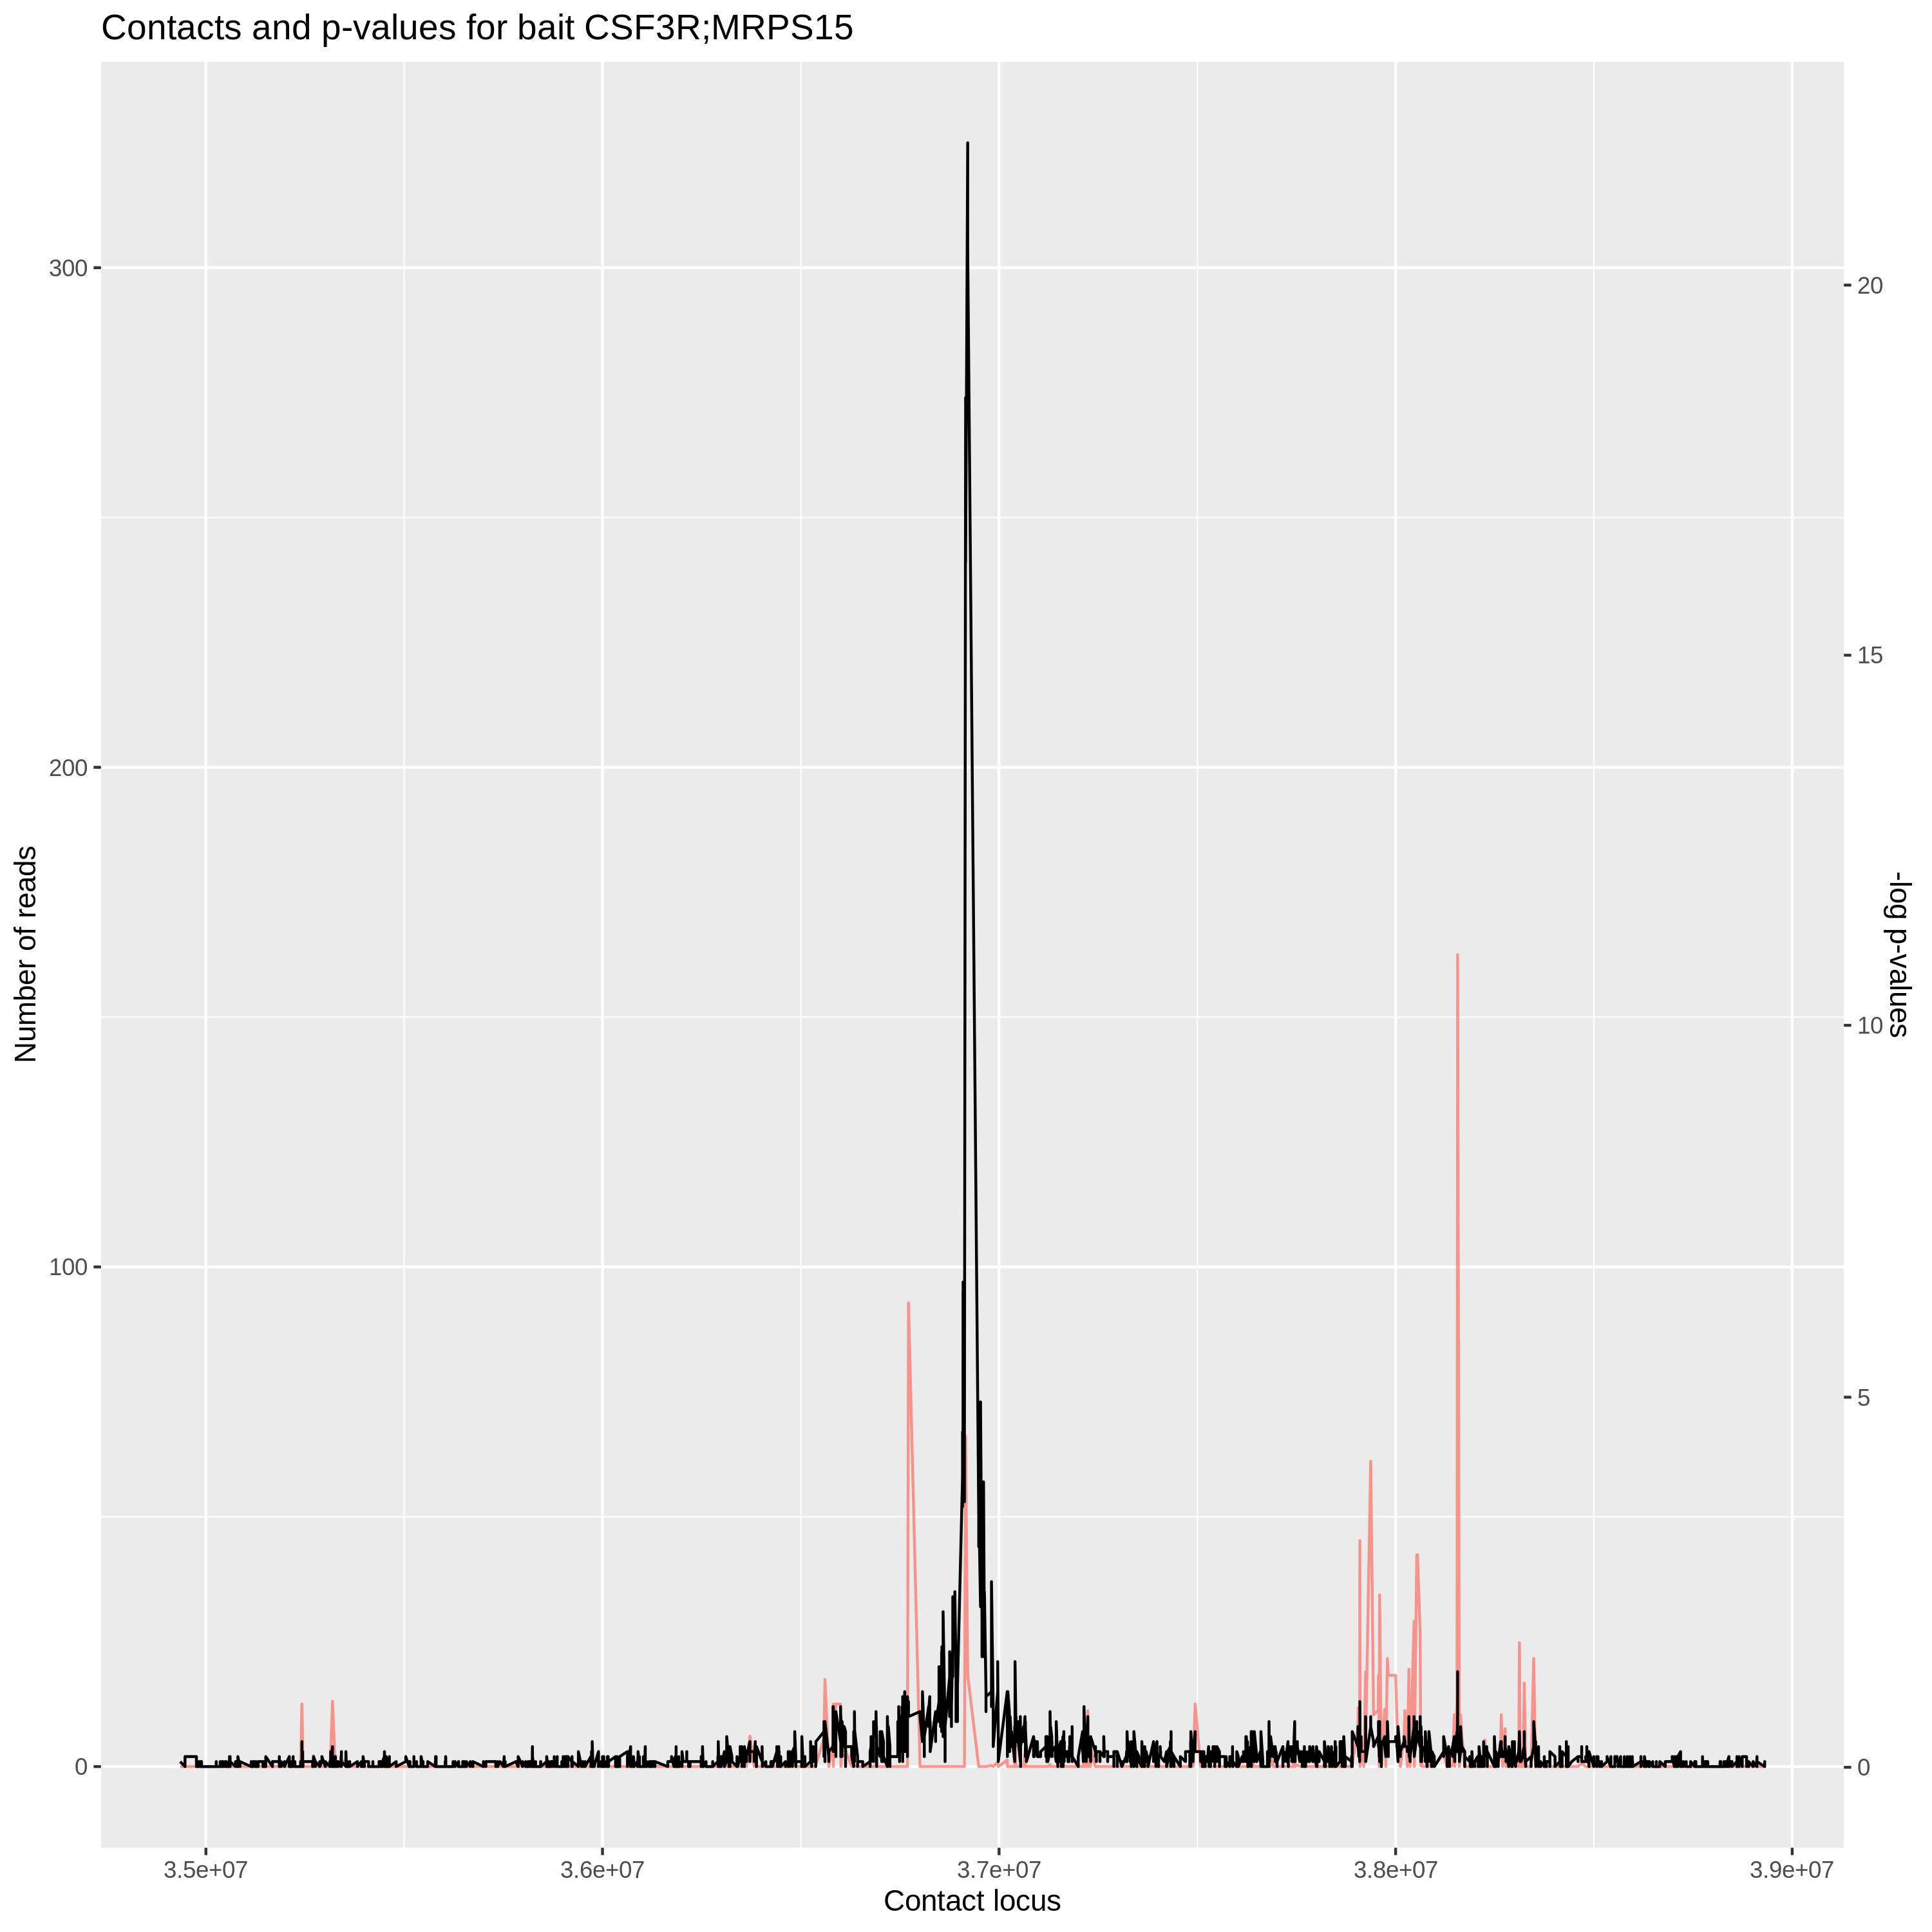 Contacts and p-values for bait CSF3R;MRPS15
Number of reads
300
200
100
0
20
15
10
5
0
-log p-values
3.5e+07
3.6e+07
3.7e+07
3.8e+07
3.9e+07
Contact locus